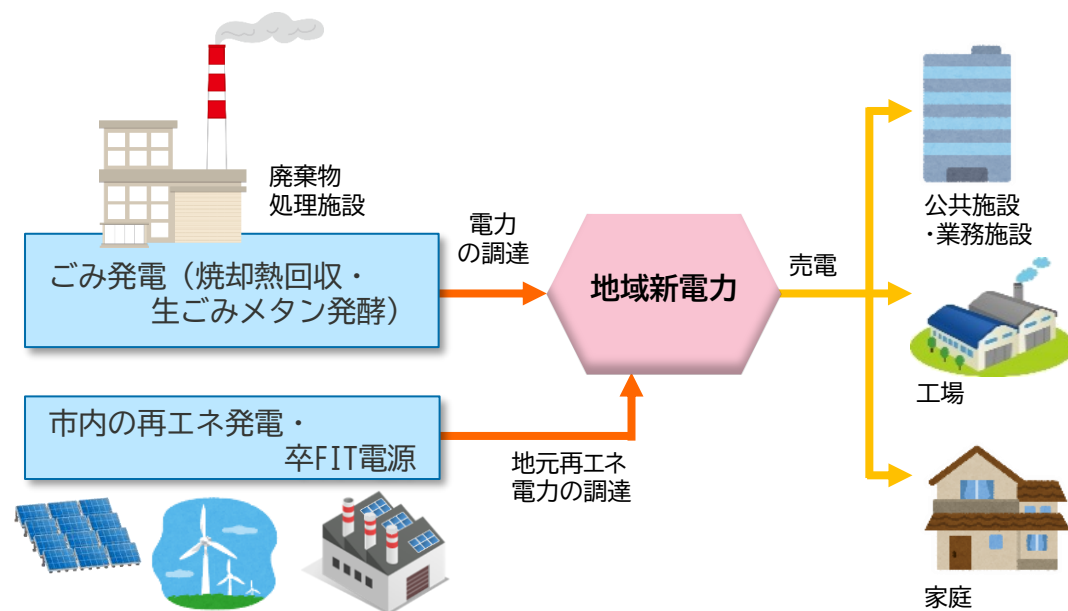 廃棄物
処理施設
ごみ発電（焼却熱回収・
生ごみメタン発酵）
電力
の調達
地域新電力
売電
公共施設
・業務施設
工場
市内の再エネ発電・
卒FIT電源
地元再エネ
電力の調達
家庭